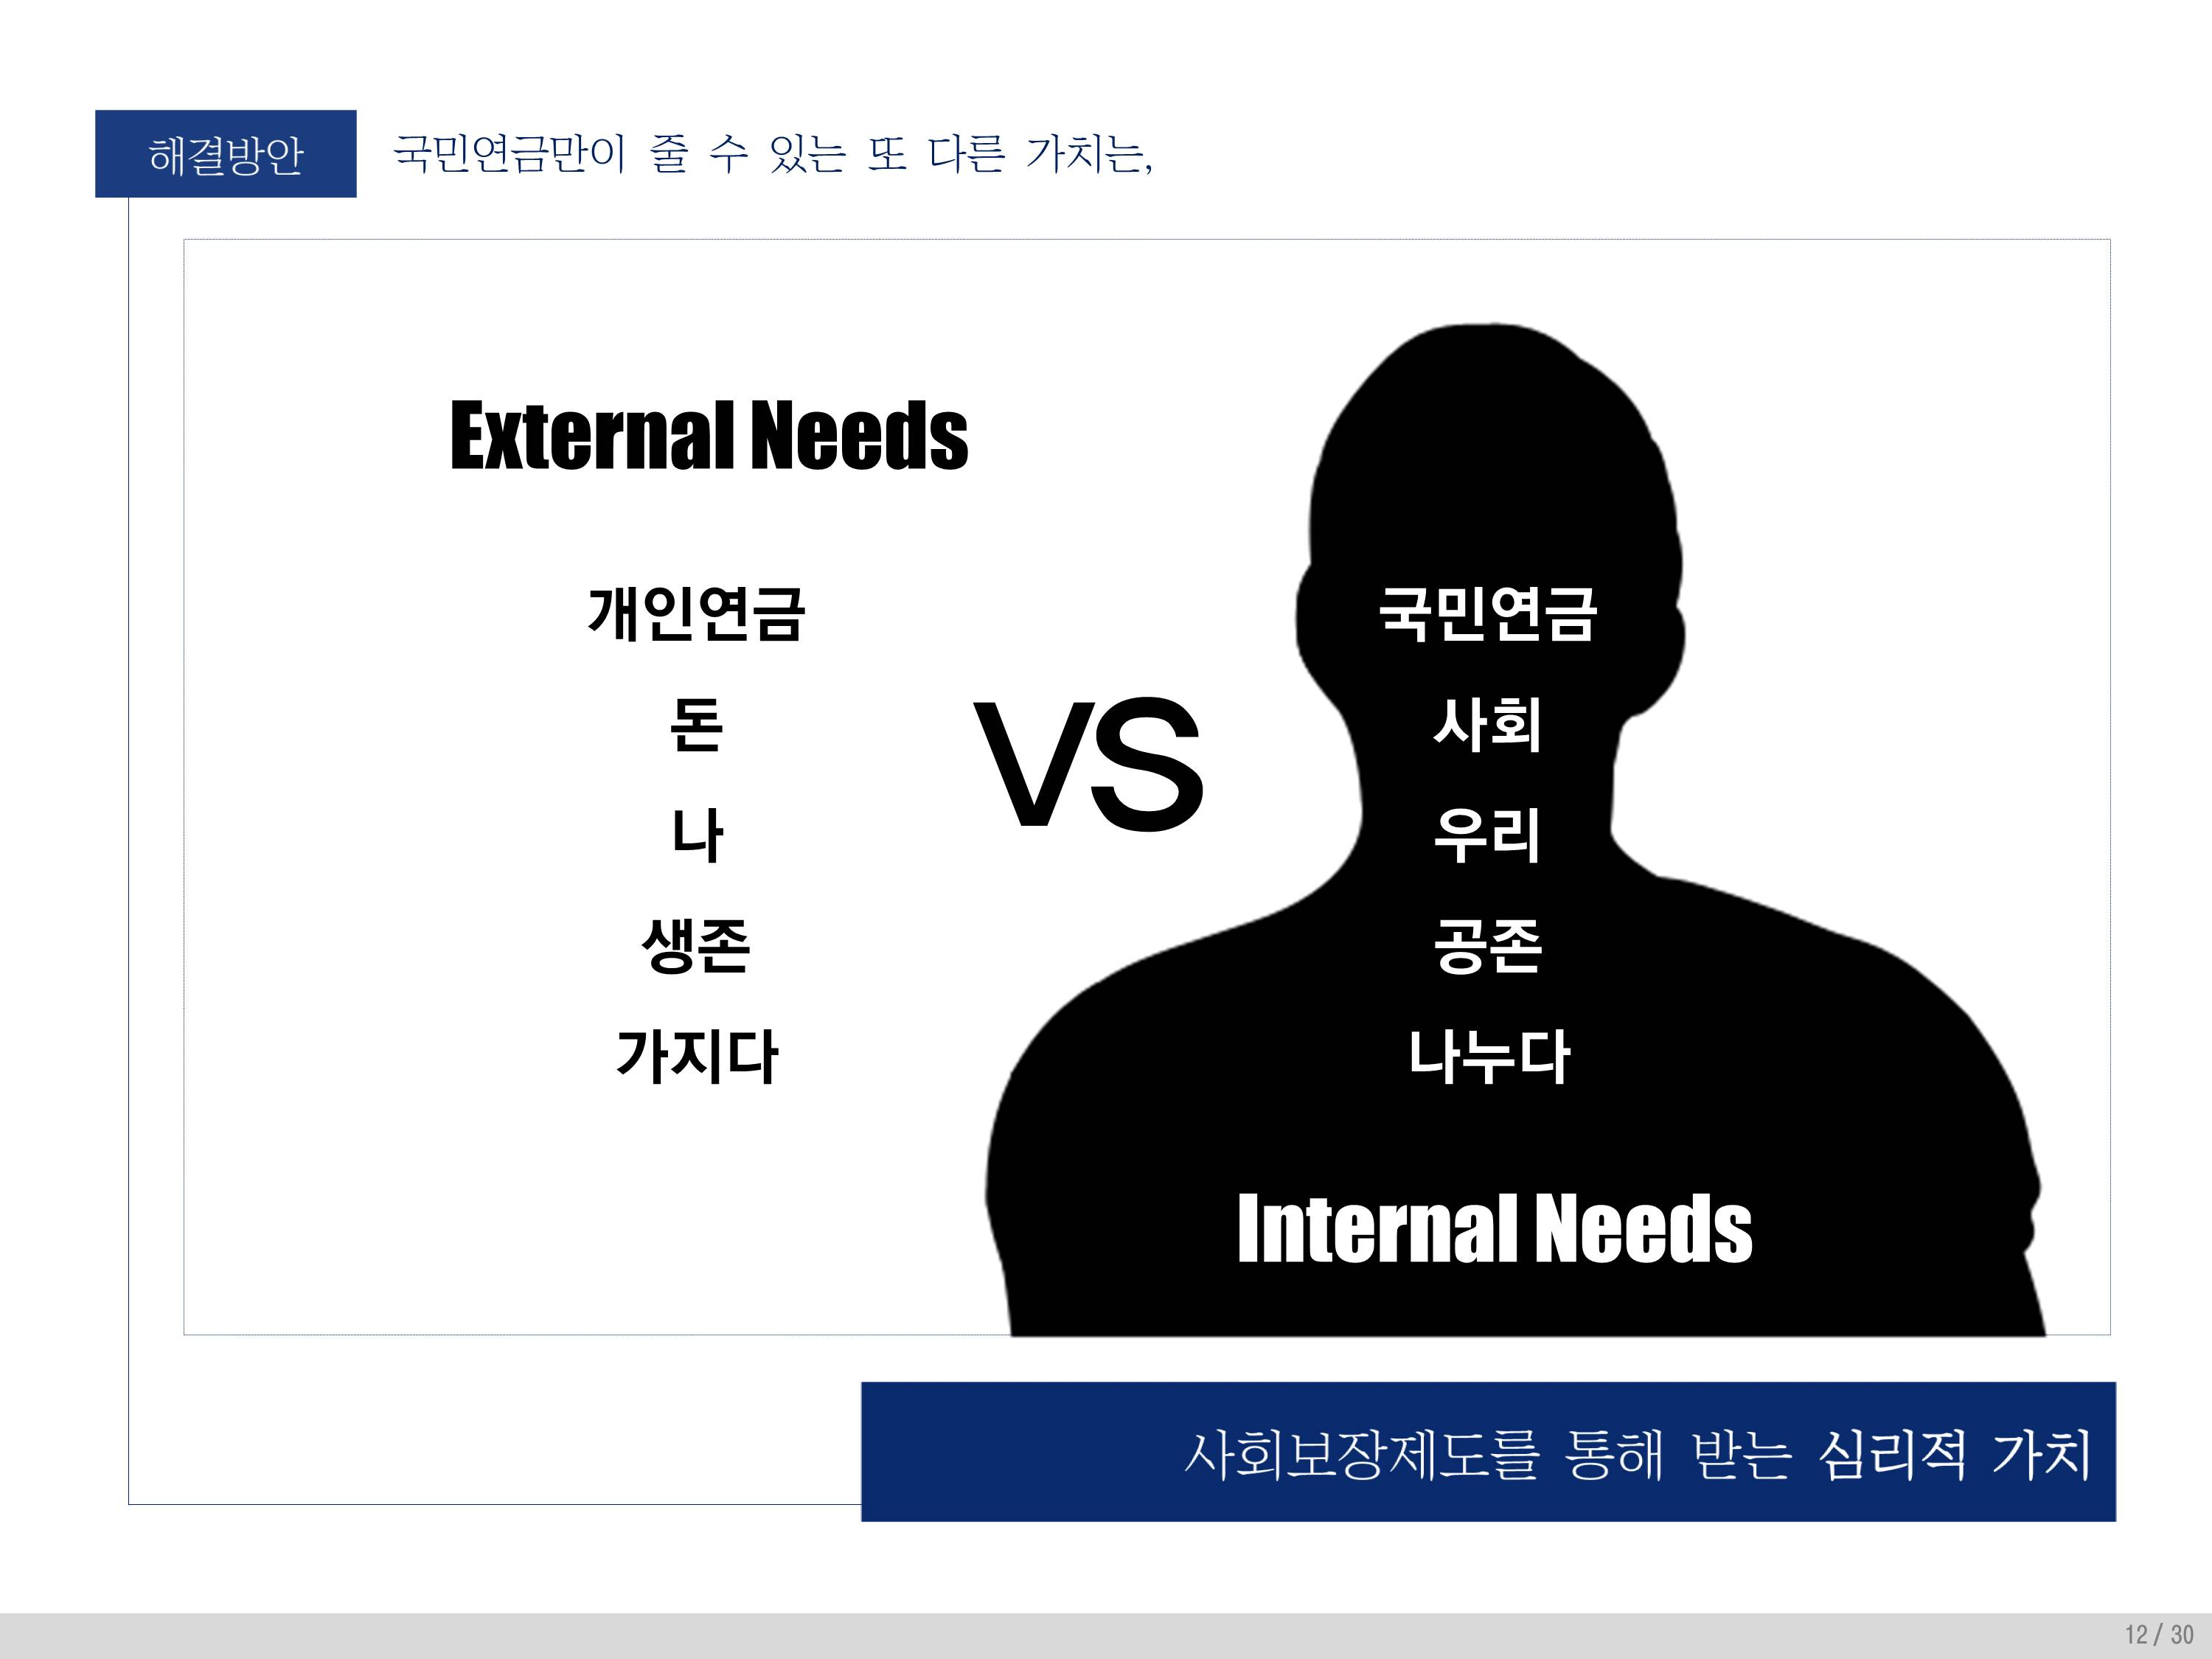 해결방안
국민연금만이 줄 수 있는 또 다른 가치는,
External Needs
개인연금
돈
나
생존
가지다
VS
국민연금
사회
우리
공존
나누다
Internal Needs
사회보장제도를 통해 받는 심리적 가치
12 / 30